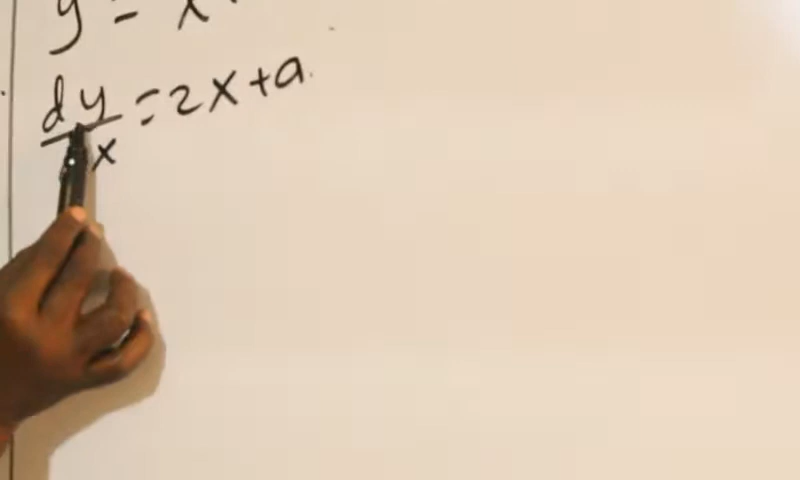 y = x
dy/x = 2x+a